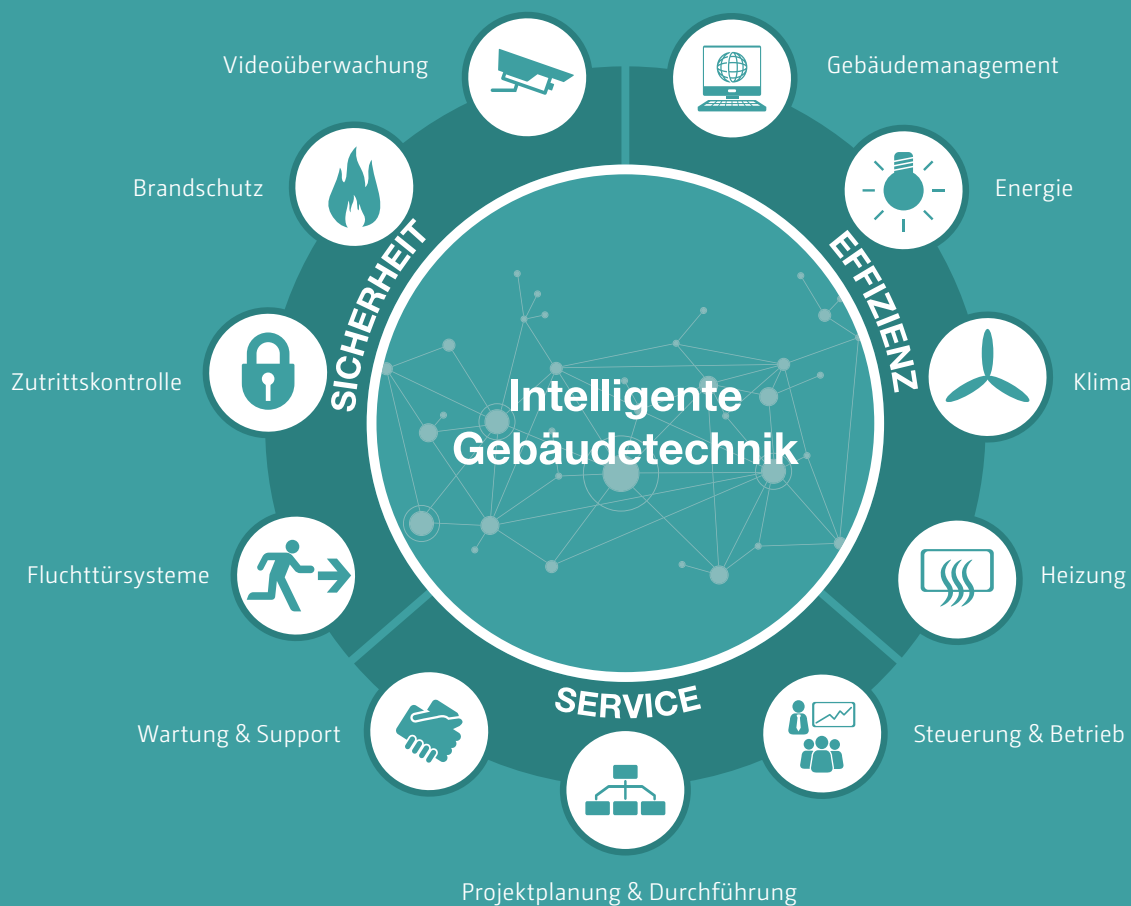 Videoüberwachung
Gebäudemanagement
Brandschutz
Energie
SICHERHEIT
EFFIZIENZ
Zutrittskontrolle
Klima
Intelligente
Gebäudetechnik
Fluchttürsysteme
Heizung
SERVICE
Wartung & Support
Steuerung & Betrieb
Projektplanung & Durchführung